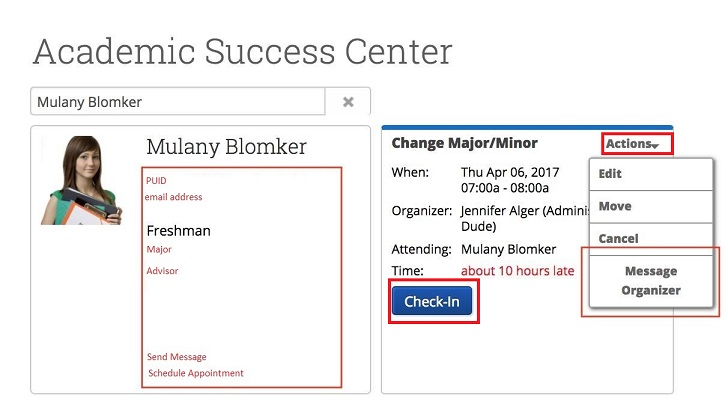 Academic Success Center
Mulany Blomker ×
Mulany Blomker
PUID
email address
Freshman
Major
Advisor
Send Message
Schedule Appointment
Change Major/Minor Actions
When: Thu Apr 06, 2017
07:00a - 08:00a
Organizer: Jennifer Alger (Adminis
Dude)
Attending: Mulany Blomker
Time: about 10 hours late
Check-In
Edit
Move
Cancel
Message
Organizer